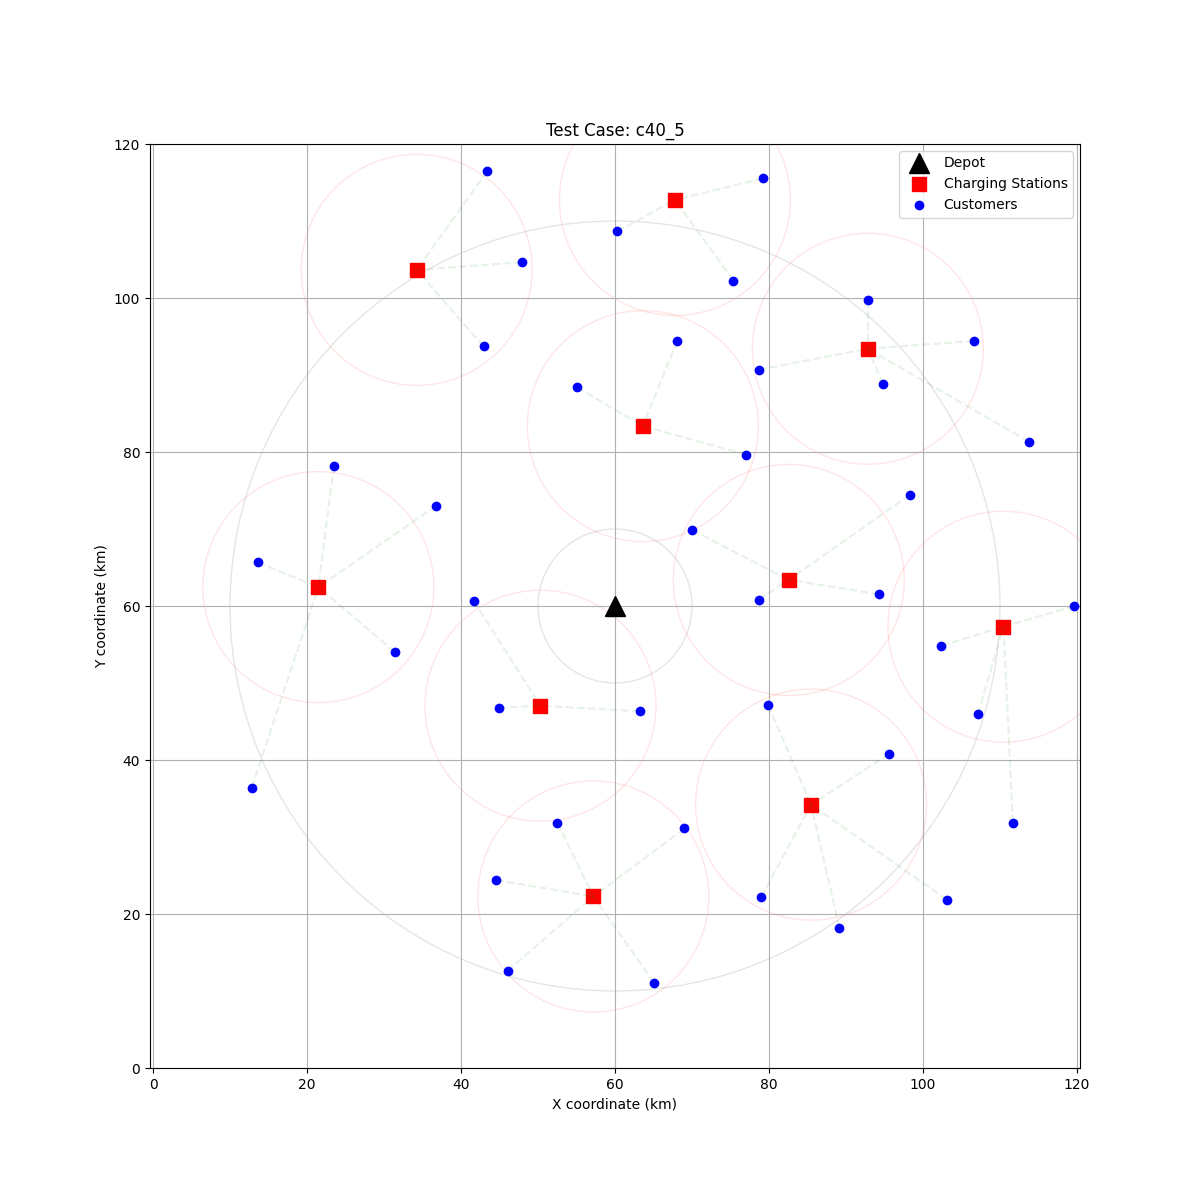 Test Case: c40_5
Depot
Charging Stations
Customers
120
100
80
60
40
20
0
Y coordinate (km)
0 20 40 60 80 100 120
X coordinate (km)